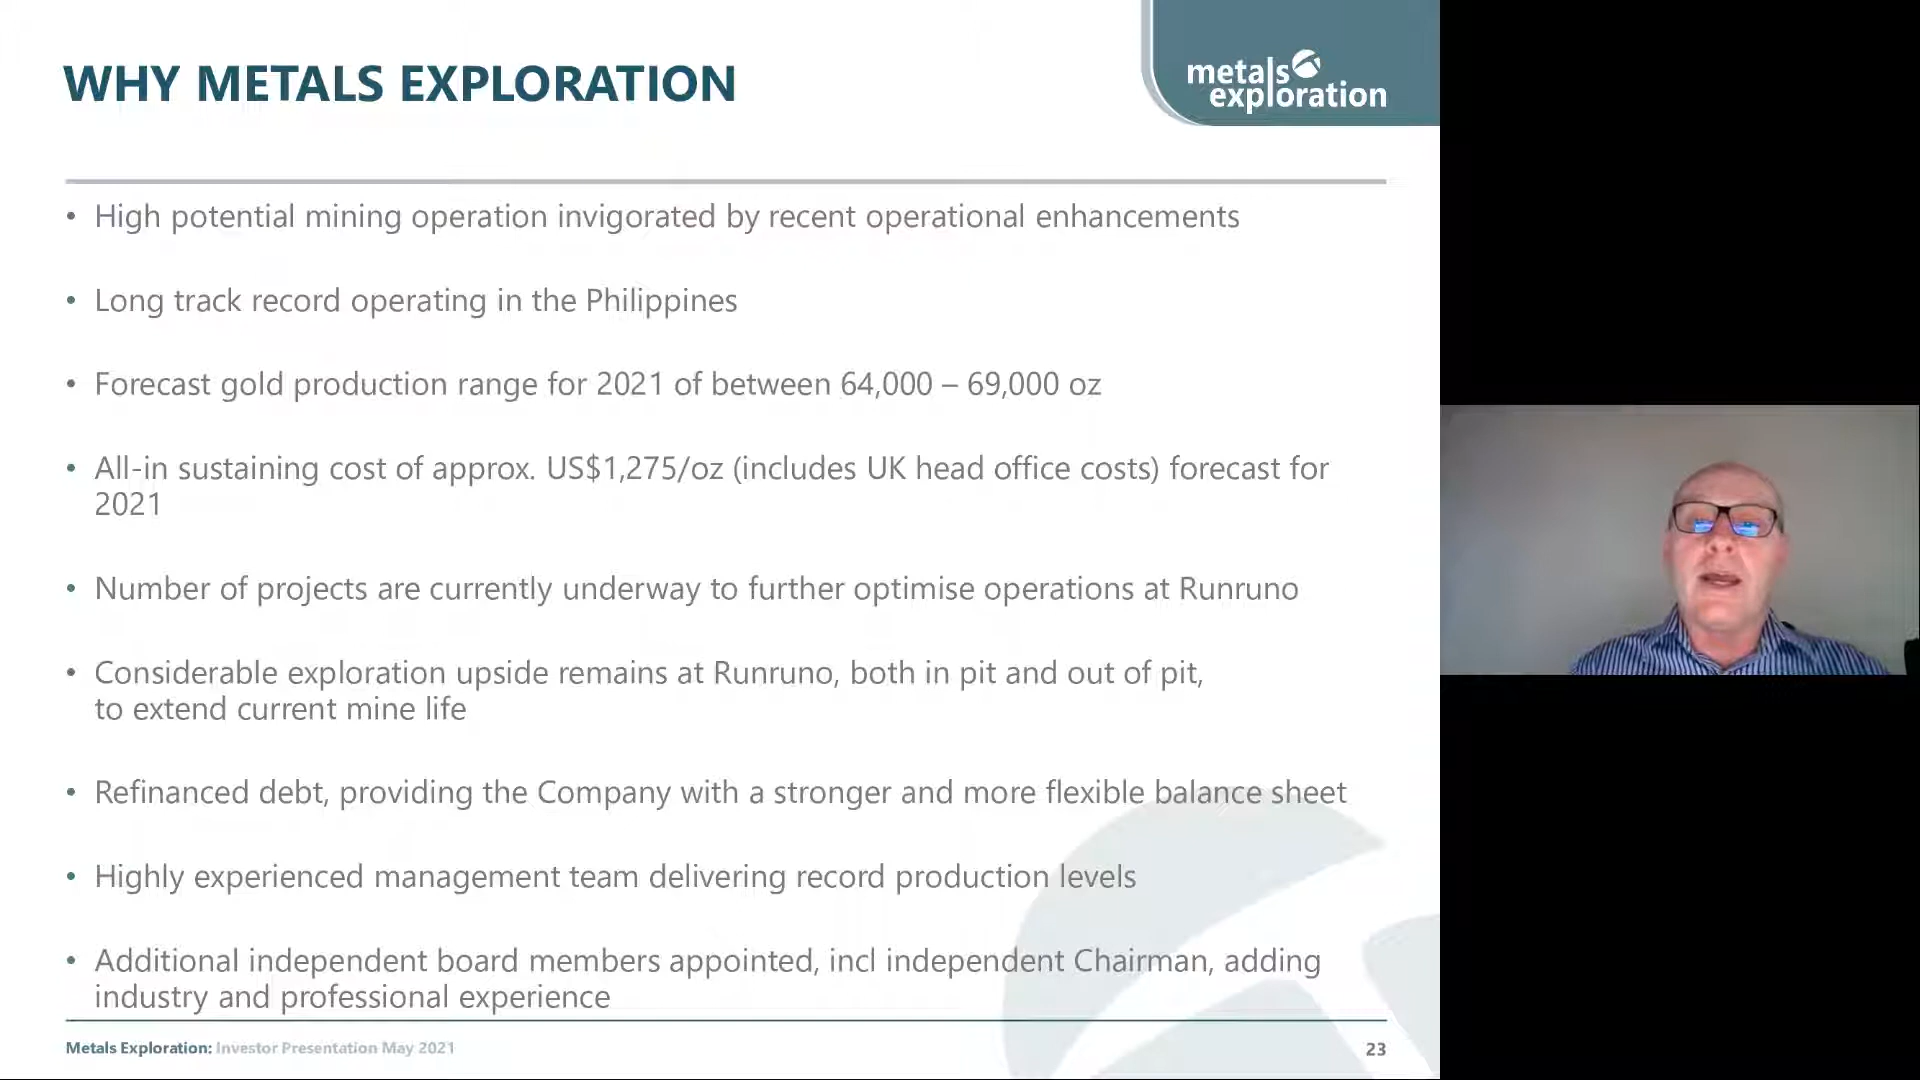 WHY METALS EXPLORATION
metals
exploration
• High potential mining operation invigorated by recent operational enhancements
• Long track record operating in the Philippines
• Forecast gold production range for 2021 of between 64,000 – 69,000 oz
• All-in sustaining cost of approx. US$1,275/oz (includes UK head office costs) forecast for
2021
• Number of projects are currently underway to further optimise operations at Runruno
• Considerable exploration upside remains at Runruno, both in pit and out of pit,
to extend current mine life
• Refinanced debt, providing the Company with a stronger and more flexible balance sheet
• Highly experienced management team delivering record production levels
• Additional independent board members appointed, incl independent Chairman, adding
industry and professional experience
Metals Exploration: Investor Presentation May 2021
23